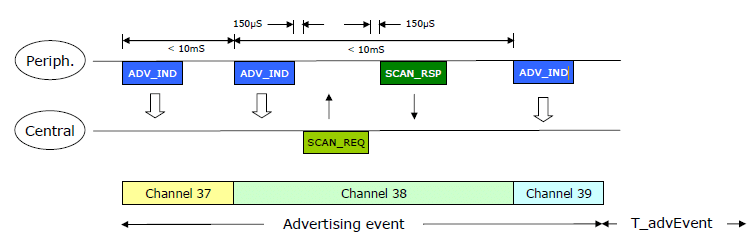 150µS 150µS
< 10mS < 10mS
Periph. ADV_IND ADV_IND SCAN_RSP ADV_IND
Central
SCAN_REQ
Channel 37 Channel 38 Channel 39
Advertising event T_advEvent